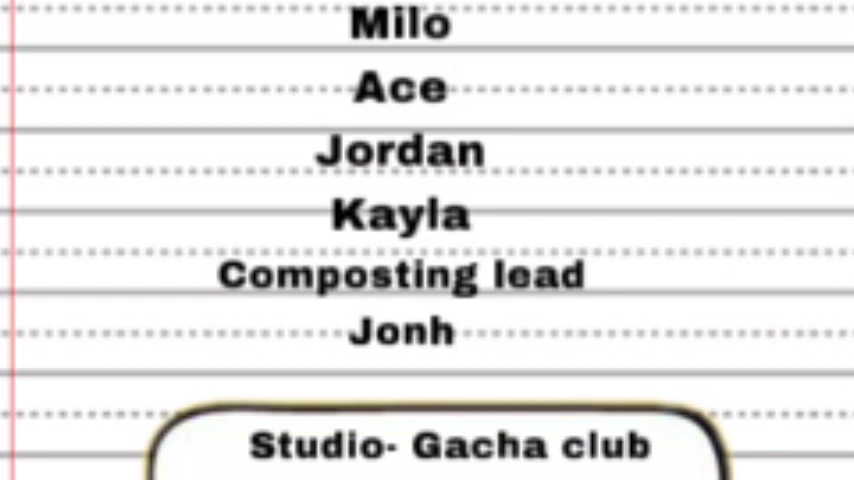 Milo
Ace
Jordan
Kayla
Composting lead
Jonh
Studio- Gacha club